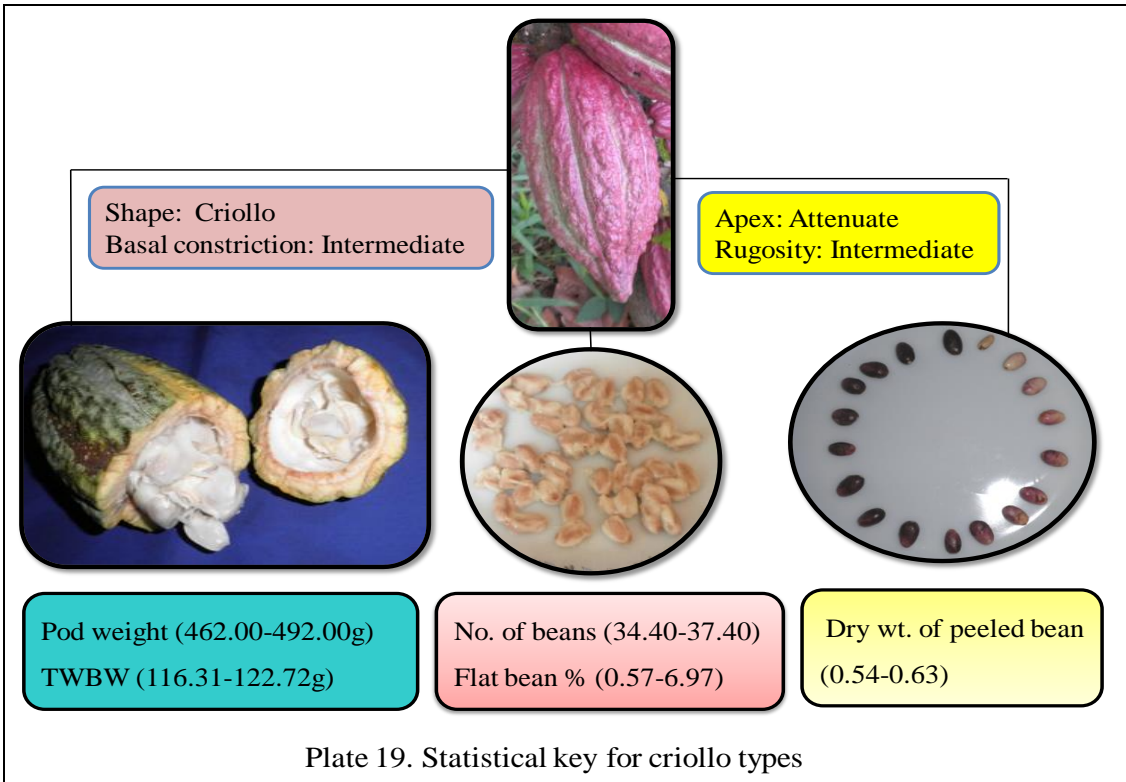 Shape: Criollo
Basal constriction: Intermediate
Apex: Attenuate
Rugosity: Intermediate
Pod weight (462.00-492.00g)
TWBW (116.31-122.72g)
No. of beans (34.40-37.40)
Flat bean % (0.57-6.97)
Dry wt. of peeled bean
(0.54-0.63)
Plate 19. Statistical key for criollo types